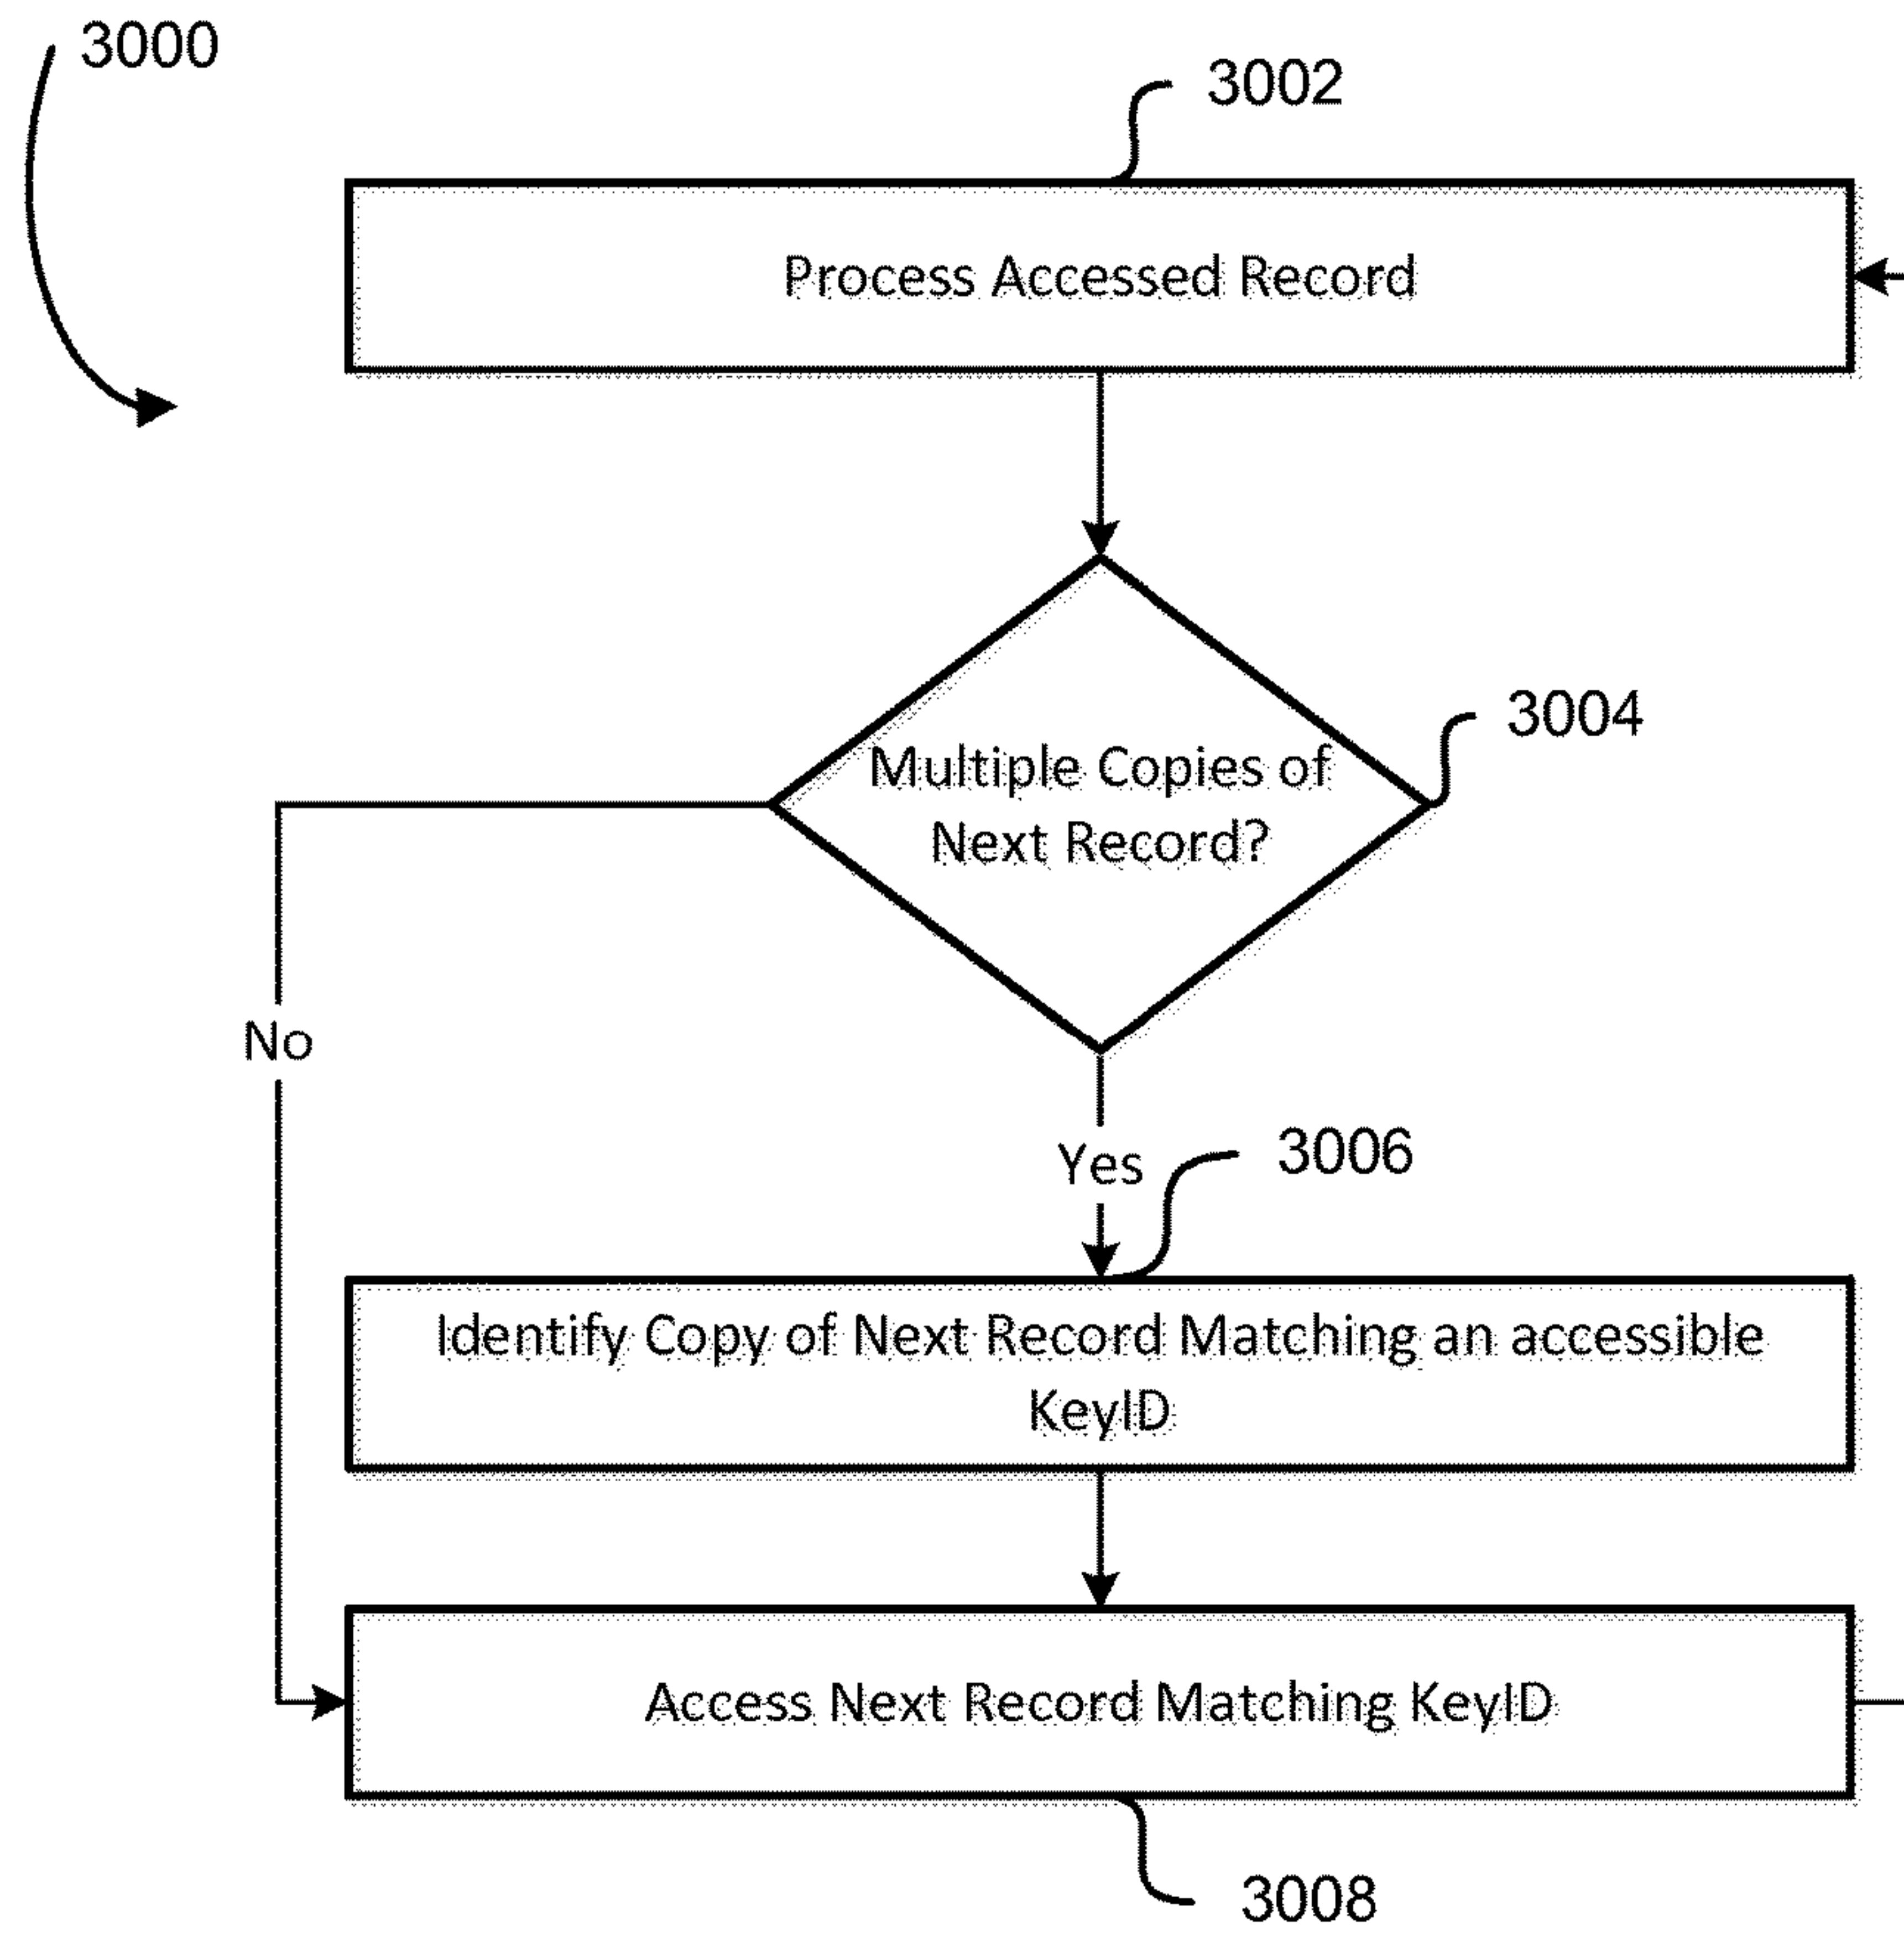 3000
3002
Process Accessed Record
3004
Multiple Copies of
Next Record?
No
Yes
3006
Identify Copy of Next Record Matching an accessible
KeyID
Access Next Record Matching KeyID
3008